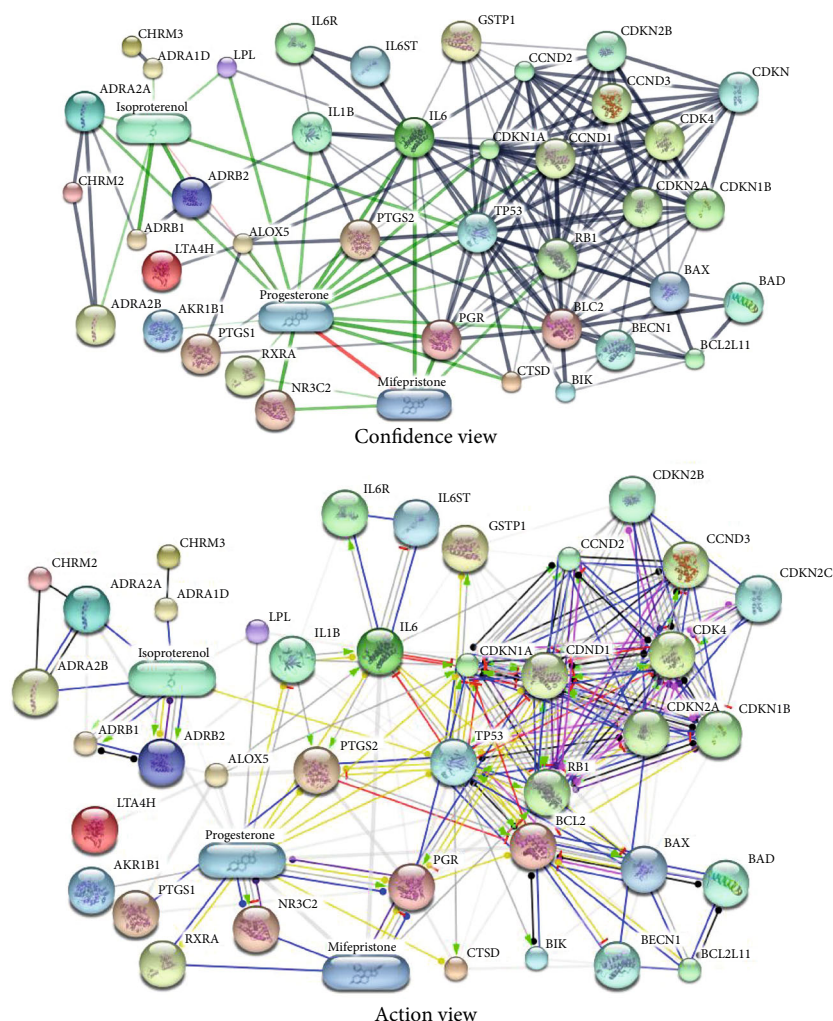 CHRM3
ADRA1D
LPL
IL6R
IL6ST
GSTP1
CDKN2B
CCND2
CCND3
CDKN
ADRA2A
Isoproterenol
IL1B
IL6
CDKN1A
CCND1
CDK4
CHRM2
ADRB2
CDKN2A
CDKN1B
ADRB1
ALOX5
PTGS2
TP53
LTA4H
RB1
BAX
BAD
ADRA2B
AKR1B1
Progesterone
PTGS1
PGR
BLC2
BECN1
BCL2L11
RXRA
NR3C2
Mifepristone
CTSD
BIK
Confidence view
CDKN2B
IL6R
IL6ST
GSTP1
CCND2
CCND3
CHRM2
CHRM3
ADRA2A
ADRA1D
CDKN2C
LPL
IL1B
IL6
CDKN1A
CDND1
CDK4
ADRA2B
Isoproterenol
CDKN2A
CDKN1B
ADRB1
ADRB2
ALOX5
PTGS2
TP53
RB1
LTA4H
BCL2
Progesterone
BAX
BAD
AKR1B1
PTGS1
PGR
NR3C2
RXRA
Mifepristone
CTSD
BIK
BECN1
BCL2L11
Action view